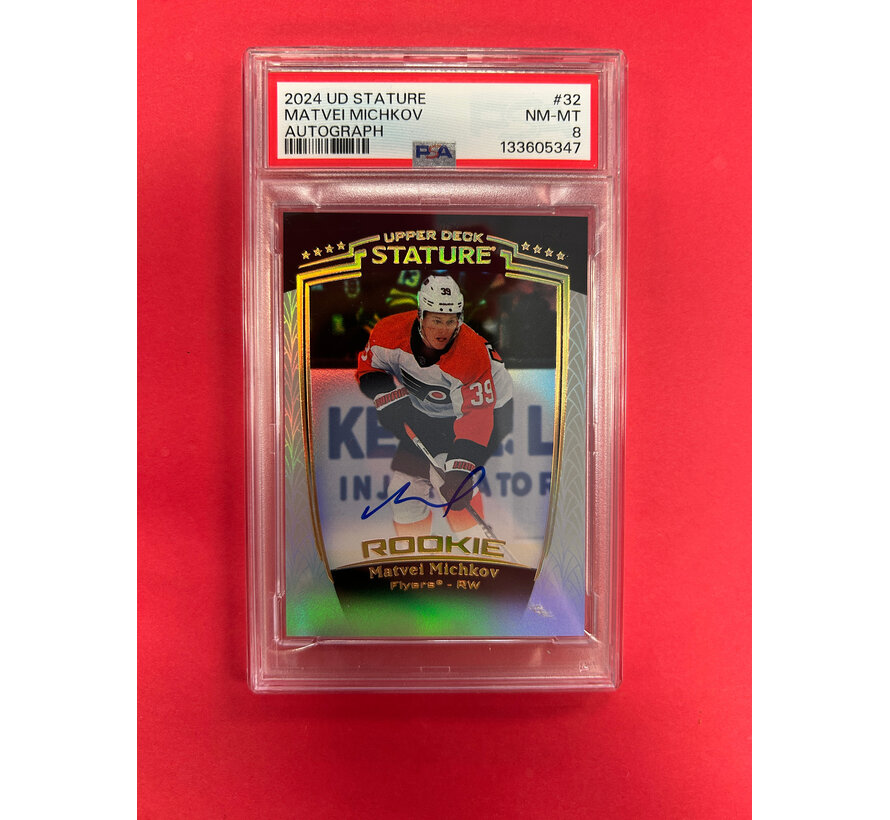 2024 UD STATURE #32
MATVEI MICHKOV NM-MT
AUTOGRAPH 8
PSA 133605347
UPPER DECK
STATURE
39
39
ROOKIE
Matvei Michkov
Flyers® - RW